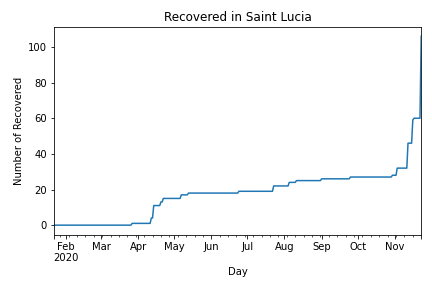 Recovered in Saint Lucia
100
80
60
40
20
0
Number of Recovered
Feb Mar Apr May Jun Jul Aug Sep Oct Nov
2020
Day